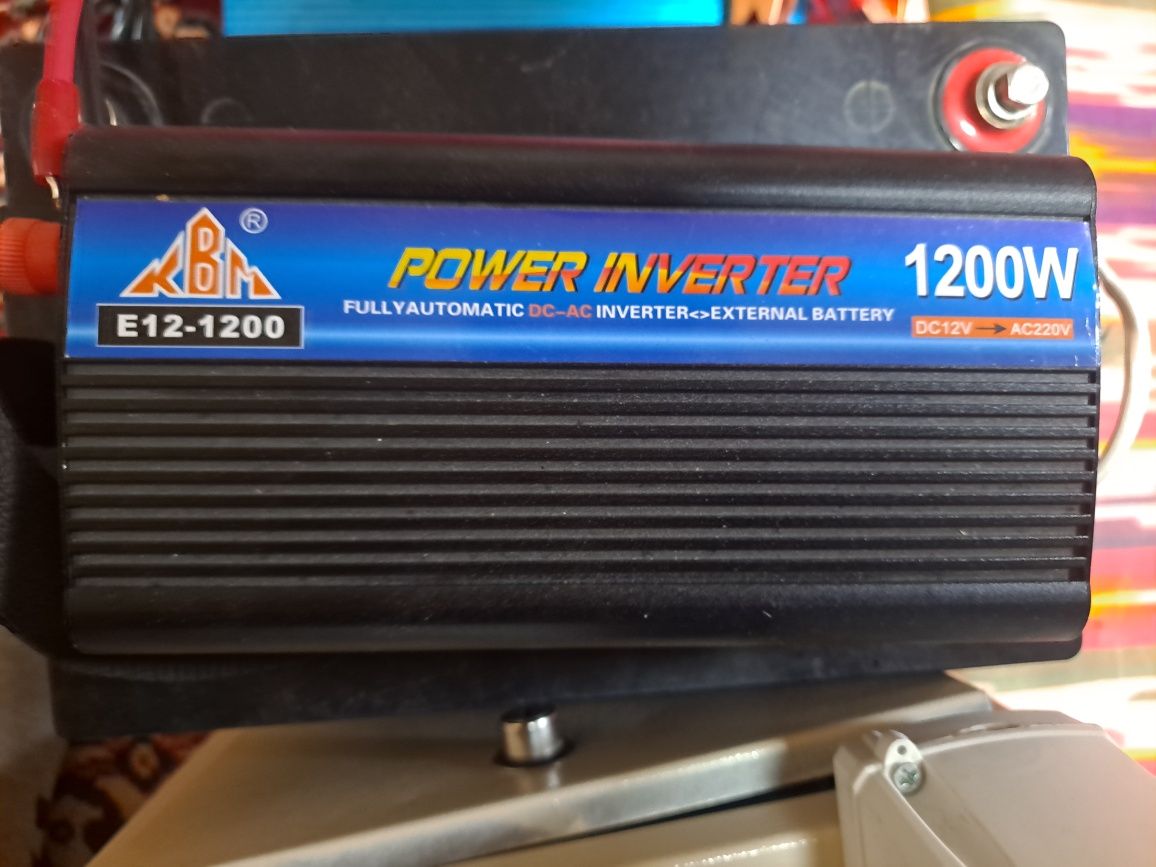 KBM ®
E12-1200
POWER INVERTER
FULLYAUTOMATIC DC-AC INVERTER<>EXTERNAL BATTERY
1200W
DC12V → AC220V